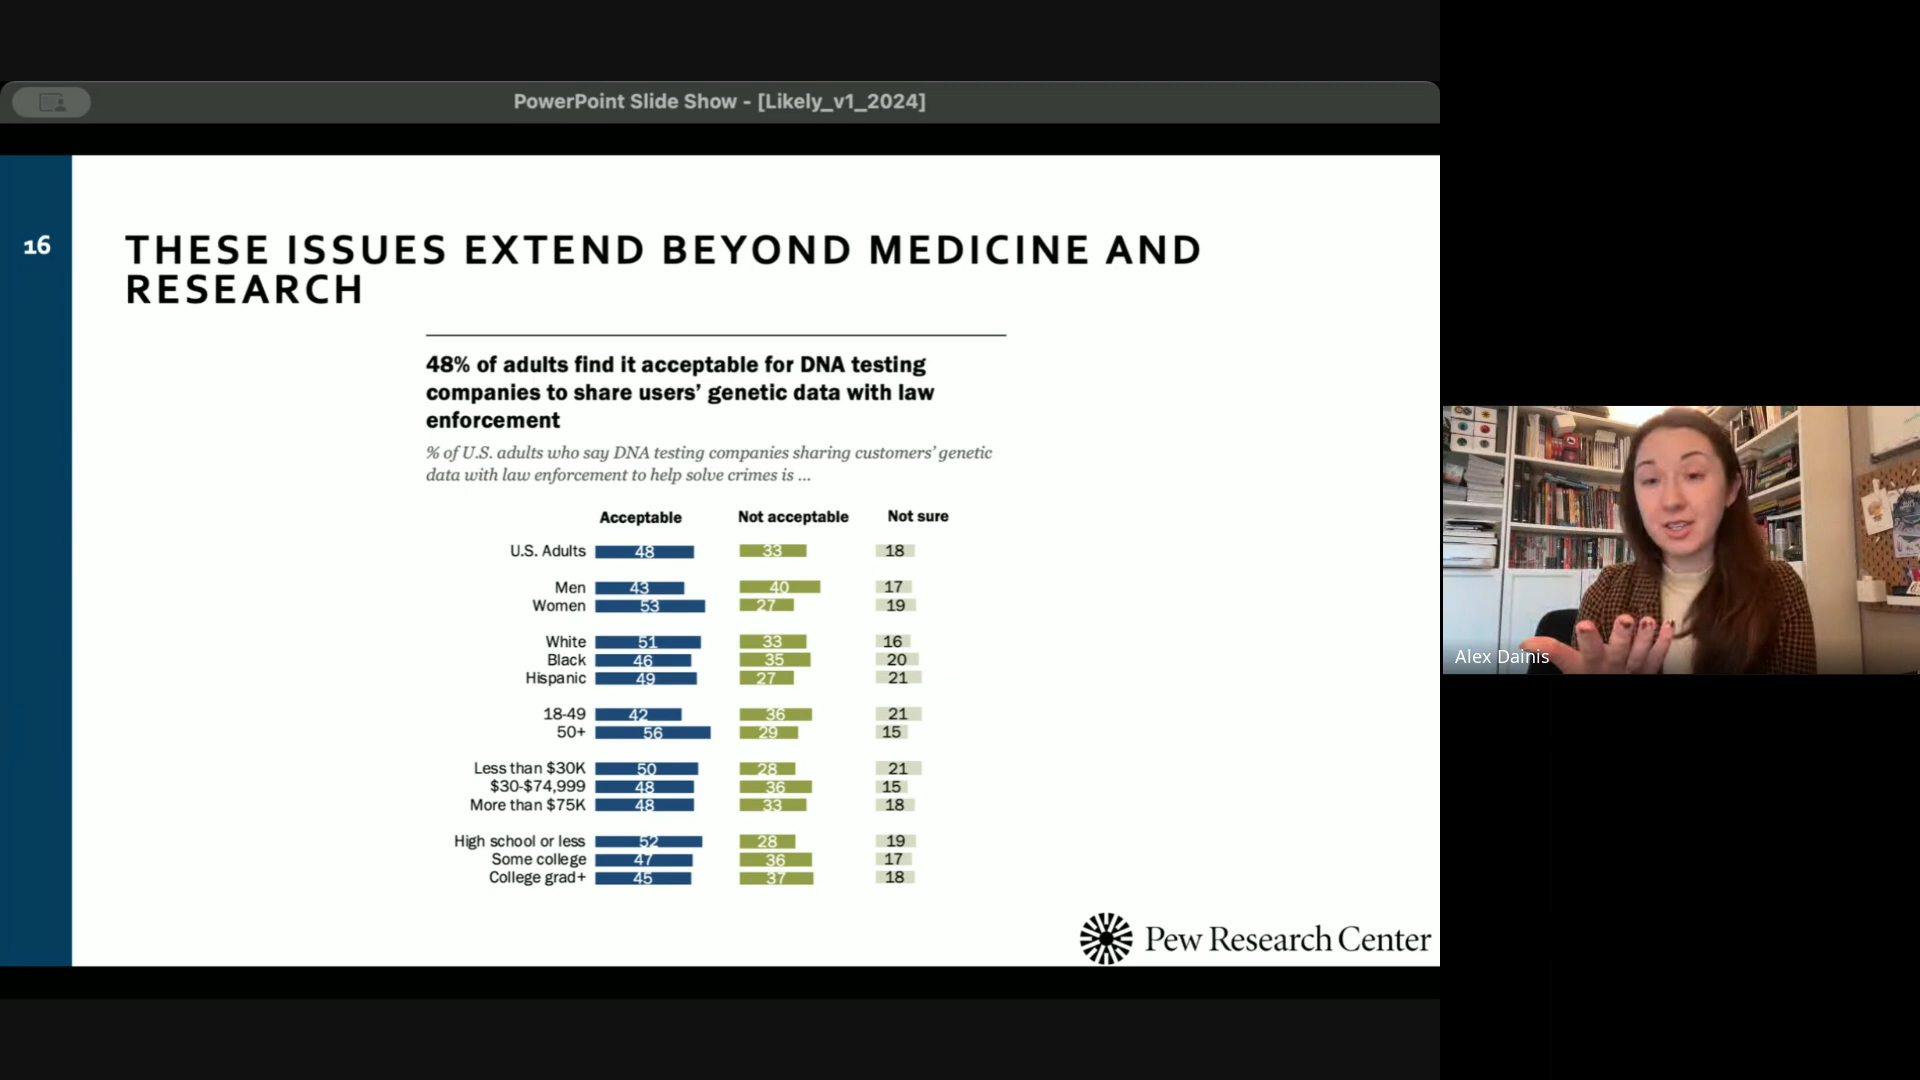 PowerPoint Slide Show - [Likely_v1_2024]
16
THESE ISSUES EXTEND BEYOND MEDICINE AND
RESEARCH
48% of adults find it acceptable for DNA testing
companies to share users’ genetic data with law
enforcement
% of U.S. adults who say DNA testing companies sharing customers’ genetic
data with law enforcement to help solve crimes is ...
Acceptable Not acceptable Not sure
U.S. Adults 48 33 18
Men 43 40 17
Women 53 27 19
White 51 33 16
Black 46 35 20
Hispanic 49 27 21
18-49 42 36 21
50+ 56 29 15
Less than $30K 50 28 21
$30-$74,999 48 36 15
More than $75K 48 33 18
High school or less 52 28 19
Some college 47 36 17
College grad+ 45 37 18
Pew Research Center
Alex Dainis